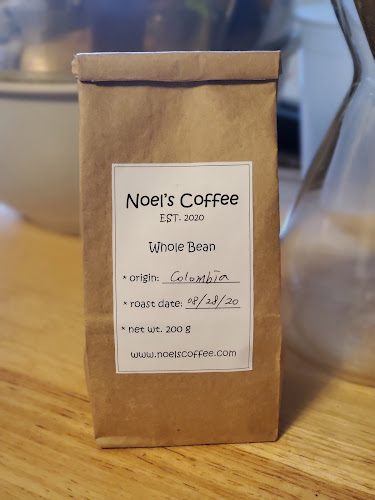 Noel's Coffee
EST. 2020
Whole Bean
* origin: Colombia
* roast date: 08/28/20
* net wt. 200 g
www.noelscoffee.com